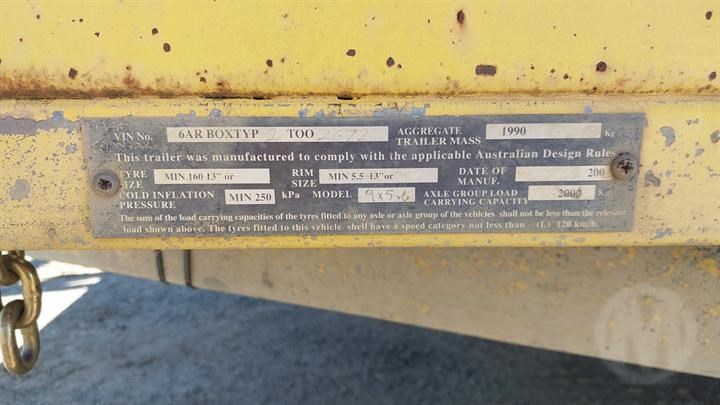 VIN No. 6AR BOXTYP 2 TOO 2672 AGGREGATE TRAILER MASS 1990 Kg
This trailer was manufactured to comply with the applicable Australian Design Rules
TYRE SIZE MIN 160 13" or RIM SIZE MIN 5.5 13"or DATE OF MANUF. 200
COLD INFLATION PRESSURE. MIN 250 kPa MODEL 9x5x6 AXLE GROUP LOAD CARRYING CAPACITY 2000 Kg
The sum of the load carrying capacities of the tyres fitted to any axle or axle group of the vehicles shall not be less than the relevant
load shown above. The tyres fitted to this vehicle shell have a speed category not less than (L) 120 km/h.